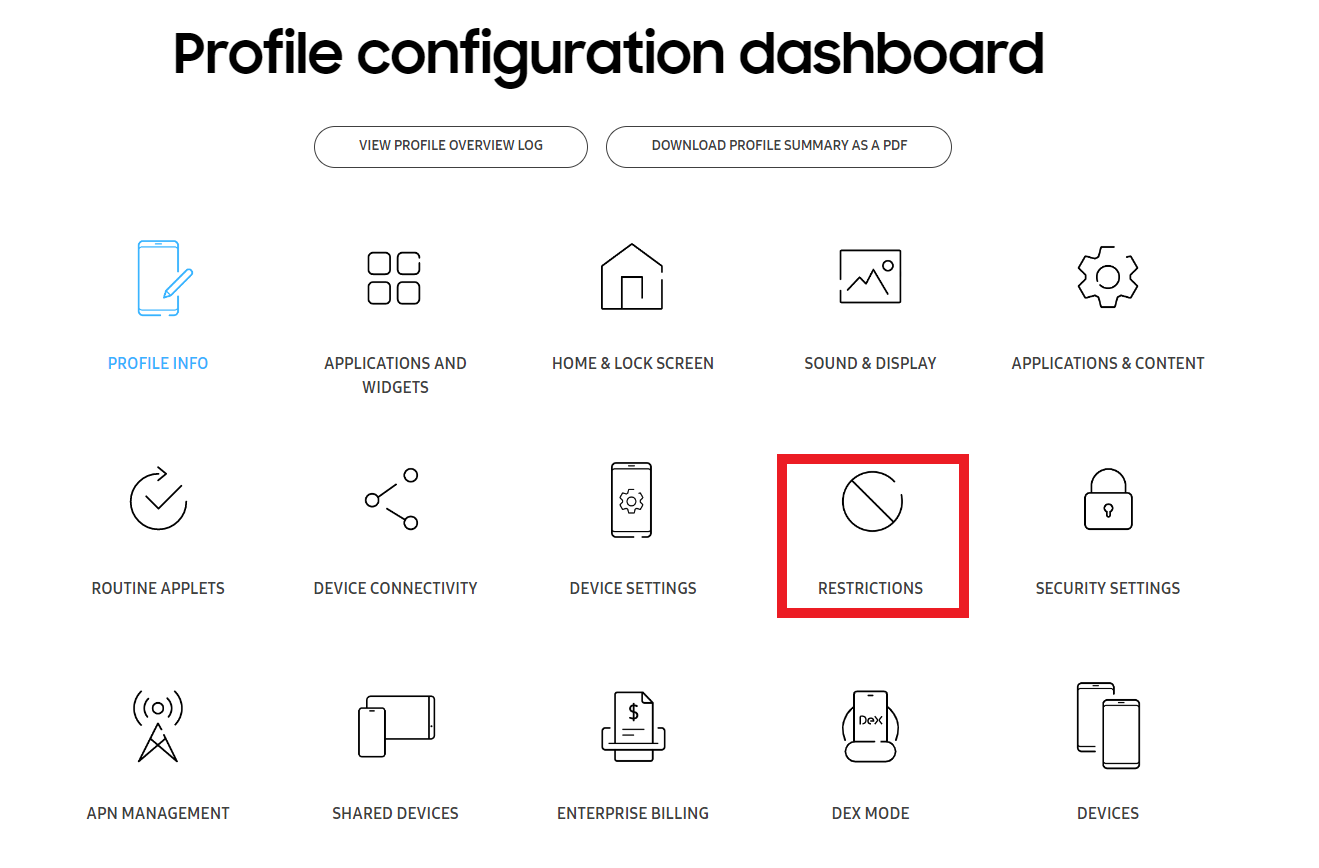 Profile configuration dashboard
VIEW PROFILE OVERVIEW LOG
DOWNLOAD PROFILE SUMMARY AS A PDF
PROFILE INFO
APPLICATIONS AND
WIDGETS
HOME & LOCK SCREEN
SOUND & DISPLAY
APPLICATIONS & CONTENT
ROUTINE APPLETS
DEVICE CONNECTIVITY
DEVICE SETTINGS
RESTRICTIONS
SECURITY SETTINGS
$
DeX
APN MANAGEMENT
SHARED DEVICES
ENTERPRISE BILLING
DEX MODE
DEVICES